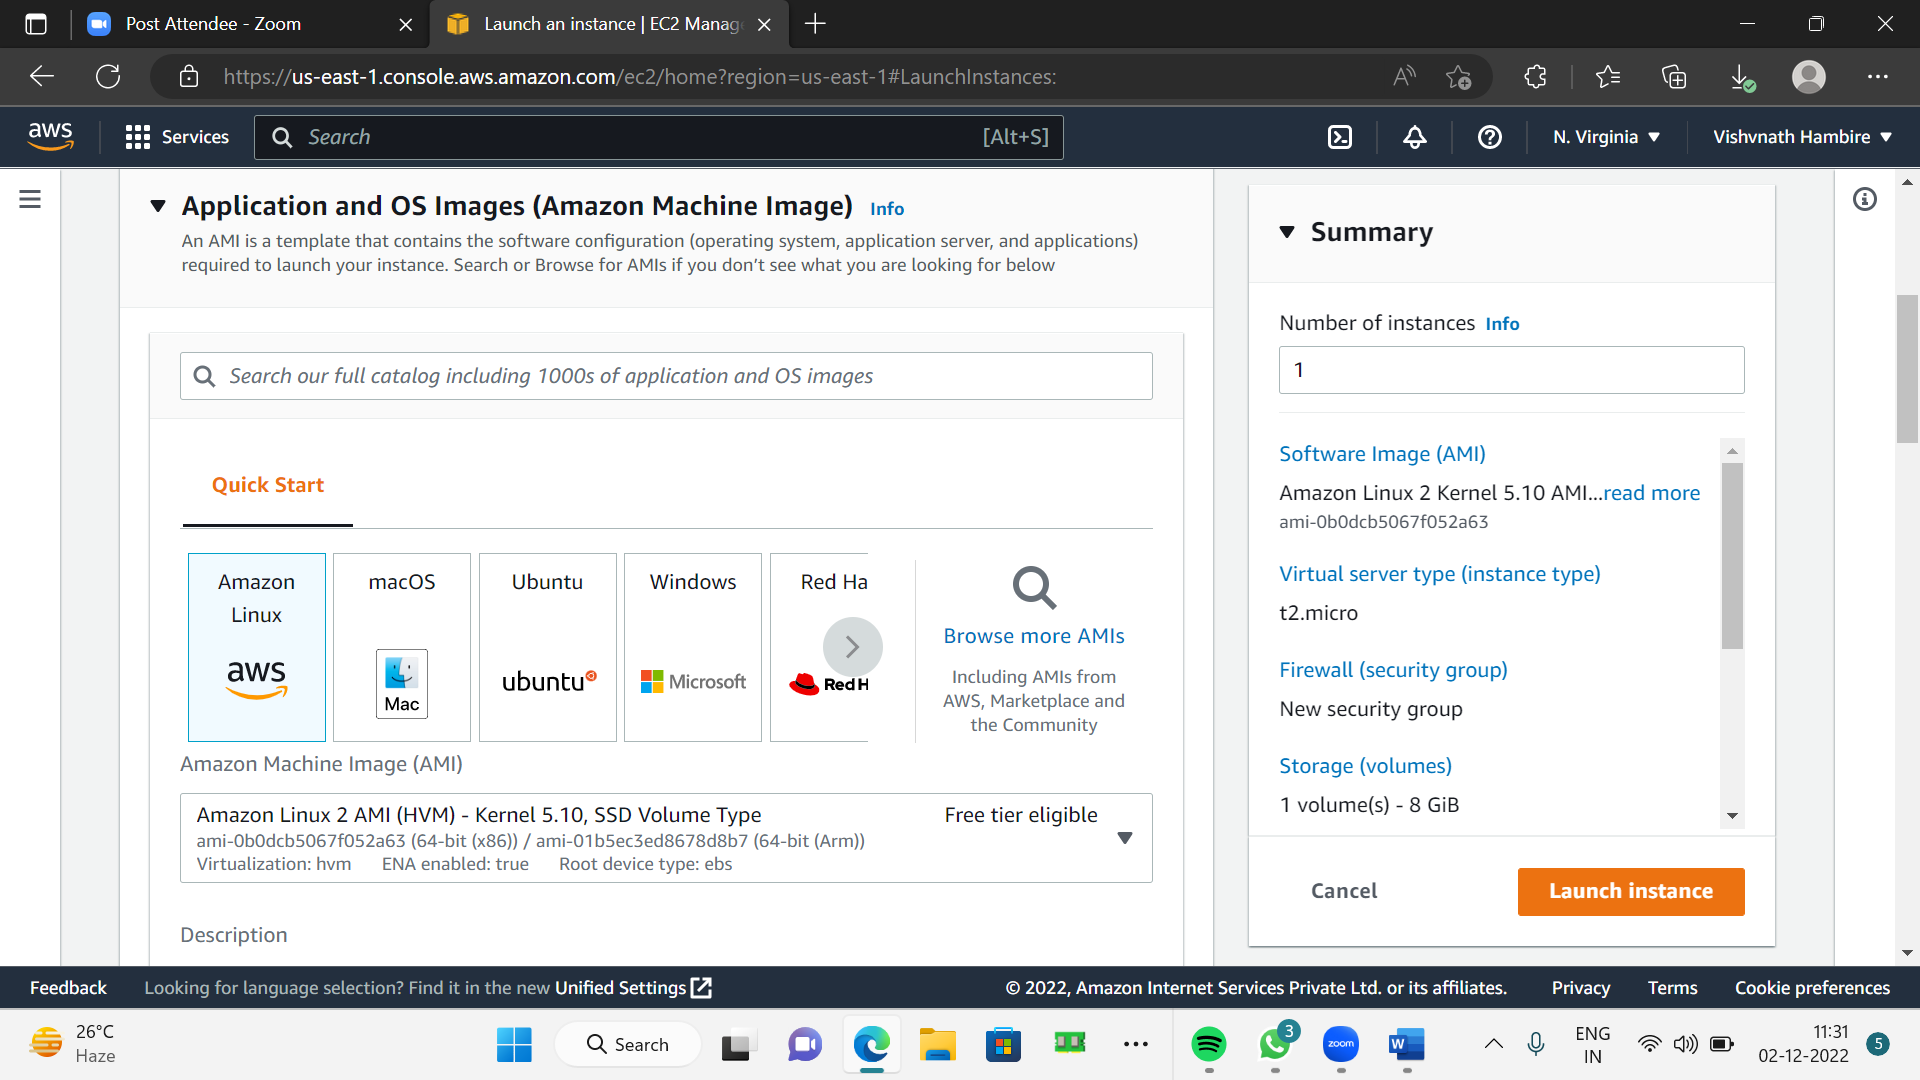 Post Attendee - Zoom
Launch an instance | EC2 Manag
https://us-east-1.console.aws.amazon.com/ec2/home?region=us-east-1#LaunchInstances:
aws
Services
Search
[Alt+S]
N. Virginia
Vishvnath Hambire
Application and OS Images (Amazon Machine Image) Info
An AMI is a template that contains the software configuration (operating system, application server, and applications)
required to launch your instance. Search or Browse for AMIs if you don’t see what you are looking for below
Search our full catalog including 1000s of application and OS images
Quick Start
Amazon
Linux
aws
macOS
Mac
Ubuntu
ubuntu
Windows
Microsoft
Red Ha
Red H
Browse more AMIs
Including AMIs from
AWS, Marketplace and
the Community
Amazon Machine Image (AMI)
Amazon Linux 2 AMI (HVM) - Kernel 5.10, SSD Volume Type
Free tier eligible
ami-0b0dcb5067f052a63 (64-bit (x86)) / ami-01b5ec3ed8678d8b7 (64-bit (Arm))
Virtualization: hvm ENA enabled: true Root device type: ebs
Description
Summary
Number of instances Info
1
Software Image (AMI)
Amazon Linux 2 Kernel 5.10 AMI...read more
ami-0b0dcb5067f052a63
Virtual server type (instance type)
t2.micro
Firewall (security group)
New security group
Storage (volumes)
1 volume(s) - 8 GiB
Cancel
Launch instance
Feedback
Looking for language selection? Find it in the new Unified Settings
© 2022, Amazon Internet Services Private Ltd. or its affiliates.
Privacy
Terms
Cookie preferences
26°C
Haze
Search
3
zoom
W
ENG
IN
11:31
02-12-2022
5